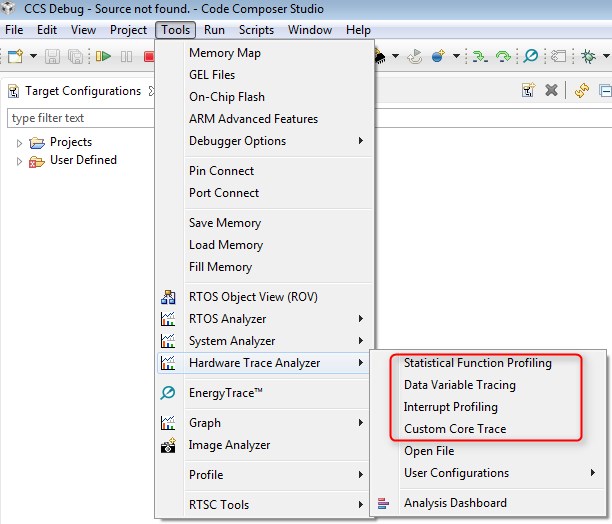 CCS Debug - Source not found. - Code Composer Studio
File Edit View Project Tools Run Scripts Window Help
Target Configurations
type filter text
Projects
User Defined
Memory Map
GEL Files
On-Chip Flash
ARM Advanced Features
Debugger Options
Pin Connect
Port Connect
Save Memory
Load Memory
Fill Memory
RTOS Object View (ROV)
RTOS Analyzer
System Analyzer
Hardware Trace Analyzer
EnergyTrace™
Graph
Image Analyzer
Profile
RTSC Tools
Statistical Function Profiling
Data Variable Tracing
Interrupt Profiling
Custom Core Trace
Open File
User Configurations
Analysis Dashboard